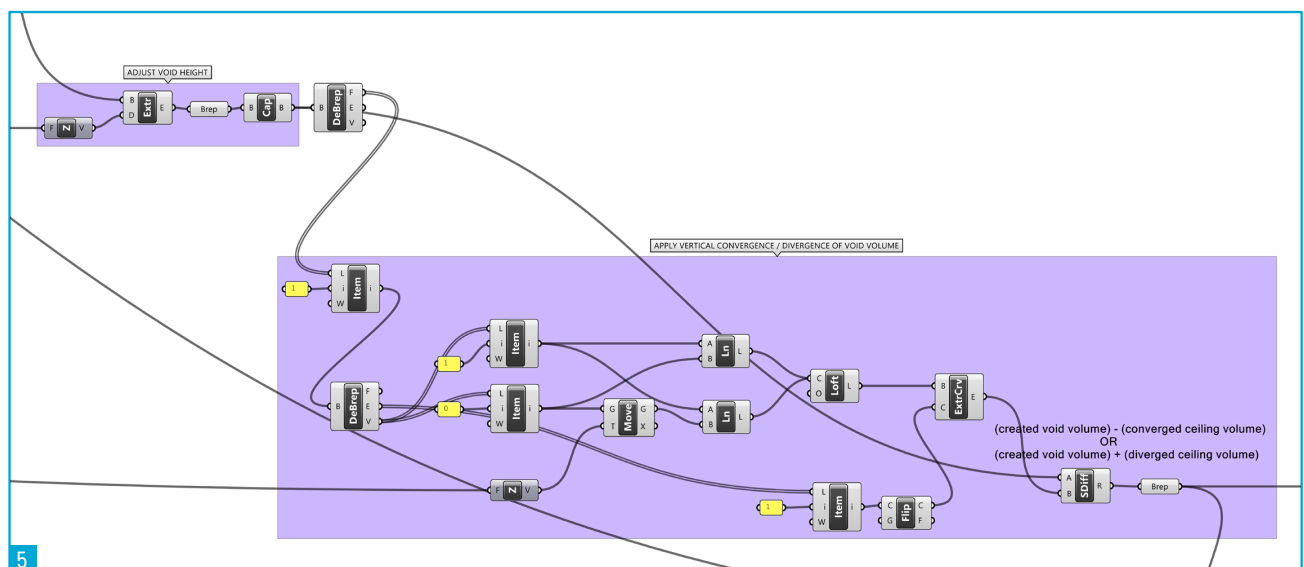 ADJUST VOID HEIGHT
B
D
Extr
E
Brep
B
Cap
B
B
DeBrep
F
E
V
F
Z
V
APPLY VERTICAL CONVERGENCE / DIVERGENCE OF VOID VOLUME
1
L
i
W
Item
i
1
L
i
W
Item
i
A
B
Ln
L
B
DeBrep
F
E
V
0
L
i
W
Item
i
G
T
Move
G
X
A
B
Ln
L
C
O
Loft
L
B
C
ExtrCrv
E
(created void volume) - (converged ceiling volume)
OR
(created void volume) + (diverged ceiling volume)
F
Z
V
1
L
i
W
Item
i
C
G
Flip
C
F
A
B
SDiff
R
Brep
5